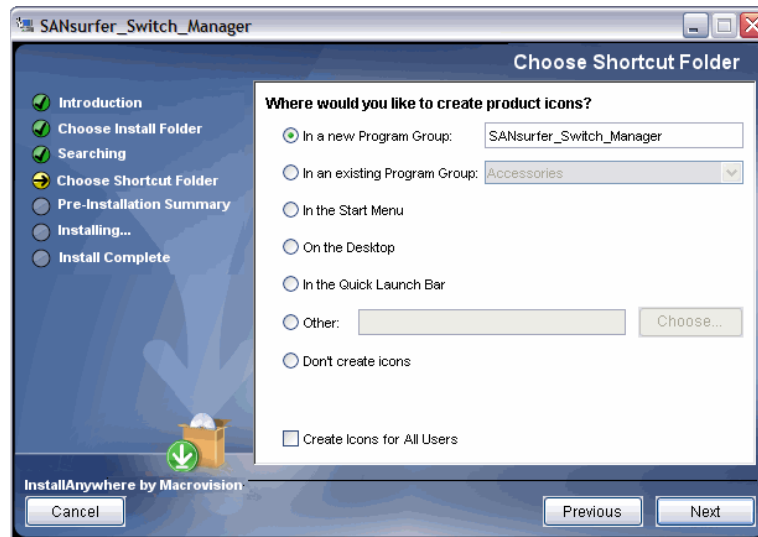 SANsurfer_Switch_Manager
Choose Shortcut Folder
Introduction
Choose Install Folder
Searching
Choose Shortcut Folder
Pre-Installation Summary
Installing...
Install Complete
Where would you like to create product icons?
In a new Program Group: SANsurfer_Switch_Manager
In an existing Program Group: Accessories
In the Start Menu
On the Desktop
In the Quick Launch Bar
Other: Choose...
Don't create icons
Create Icons for All Users
InstallAnywhere by Macrovision
Cancel Previous Next